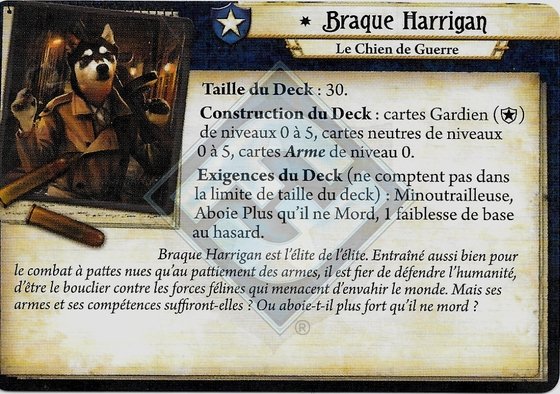 Braque Harrigan
Le Chien de Guerre
Taille du Deck : 30.
Construction du Deck : cartes Gardien ( )
de niveaux 0 à 5, cartes neutres de niveaux
0 à 5, cartes Arme de niveau 0.
Exigences du Deck (ne comptent pas dans
la limite de taille du deck) : Minoutrailleuse,
Aboie Plus qu'il ne Mord, 1 faiblesse de base
au hasard.
Braque Harrigan est l'élite de l'élite. Entraîné aussi bien pour
le combat à pattes nues qu'au pattiement des armes, il est fier de défendre l'humanité,
d'être le bouclier contre les forces félines qui menacent d'envahir le monde. Mais ses
armes et ses compétences suffiront-elles ? Ou aboie-t-il plus fort qu'il ne mord ?
®